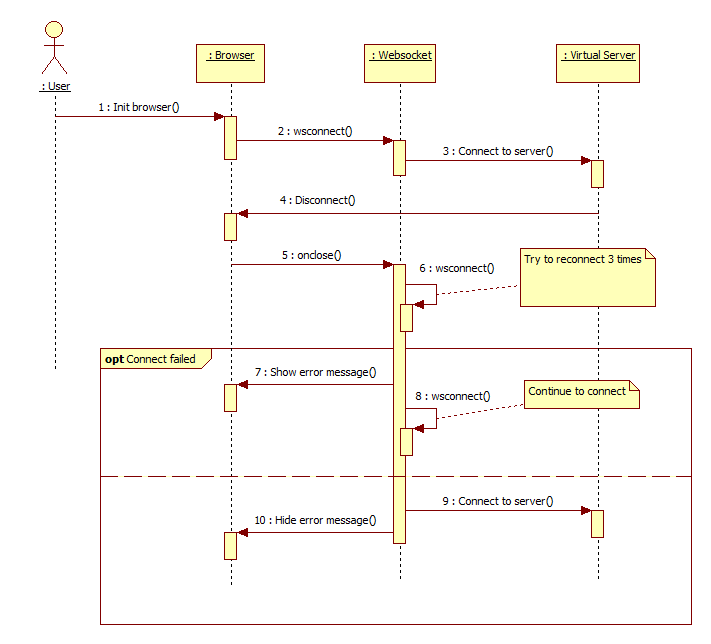 : Browser
: Websocket
: Virtual Server
: User
1 : Init browser()
2 : wsconnect()
3 : Connect to server()
4 : Disconnect()
5 : onclose()
6 : wsconnect()
Try to reconnect 3 times
opt Connect failed
7 : Show error message()
8 : wsconnect()
Continue to connect
9 : Connect to server()
10 : Hide error message()